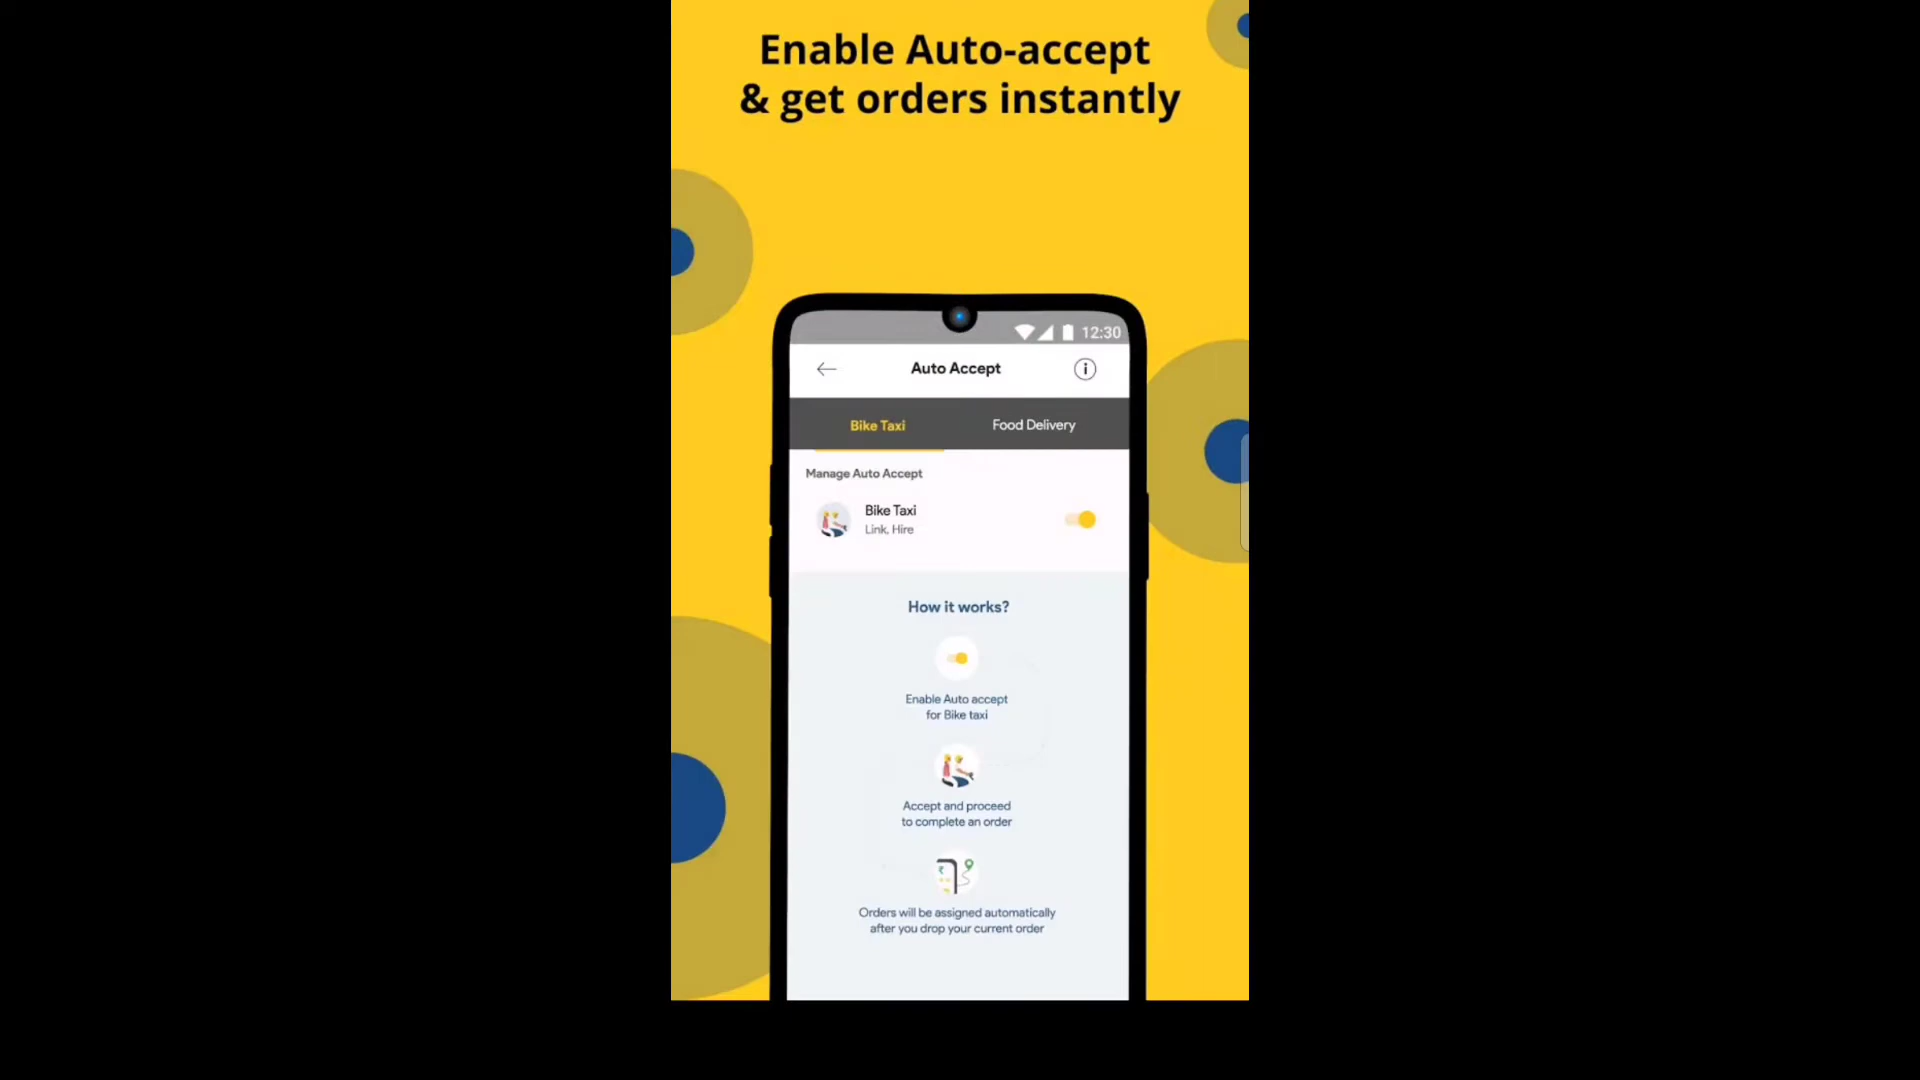 Enable Auto-accept
& get orders instantly
12:30
Auto Accept
Bike Taxi
Food Delivery
Manage Auto Accept
Bike Taxi
Link, Hire
How it works?
Enable Auto accept
for Bike taxi
Accept and proceed
to complete an order
Orders will be assigned automatically
after you drop your current order